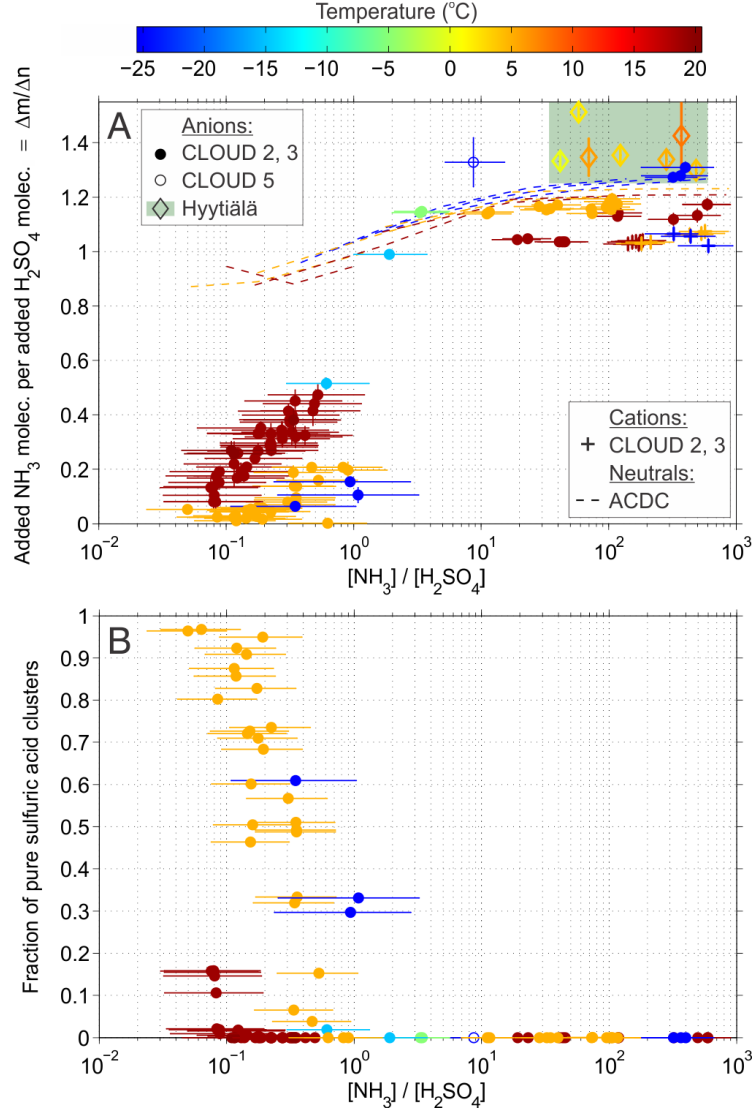 Temperature (°C)
−25 −20 −15 −10 −5 0 5 10 15 20
A
Anions:
CLOUD 2, 3
CLOUD 5
Hyytiälä
Cations:
CLOUD 2, 3
Neutrals:
ACDC
Added NH3 molec. per added H2SO4 molec. = Δm/Δn
1.4
1.2
1
0.8
0.6
0.4
0.2
0
10−2 10−1 100 101 102 103
[NH3] / [H2SO4]
B
Fraction of pure sulfuric acid clusters
1
0.9
0.8
0.7
0.6
0.5
0.4
0.3
0.2
0.1
0
10−2 10−1 100 101 102 103
[NH3] / [H2SO4]